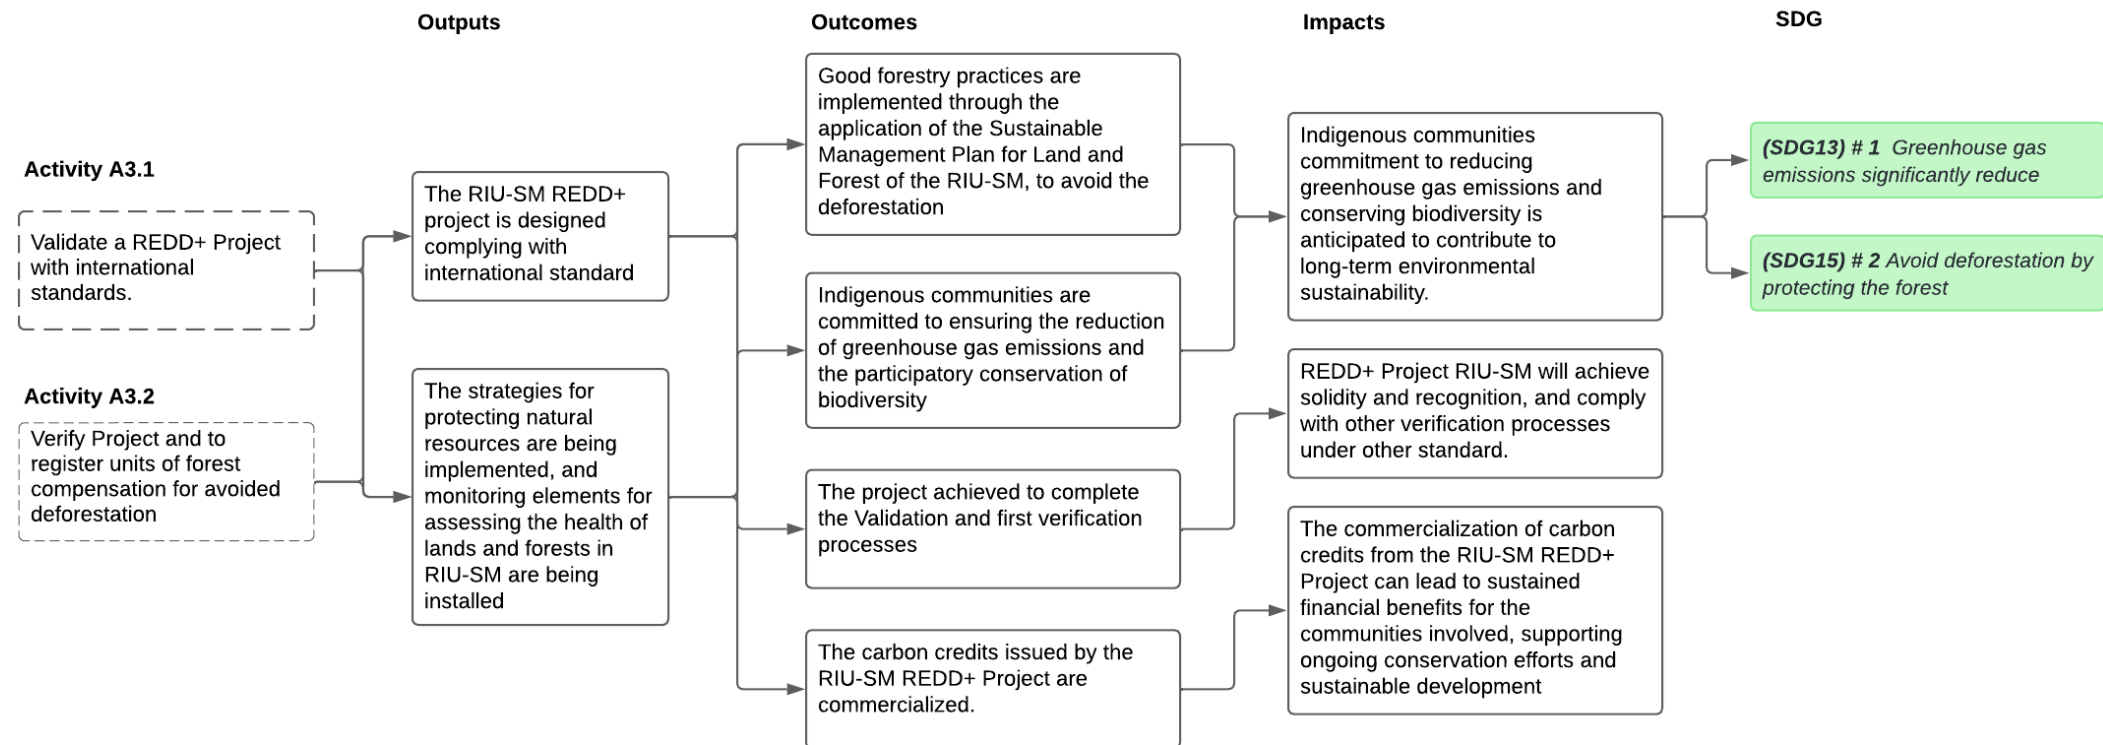 Outputs
Outcomes
Impacts
SDG
Activity A3.1
Validate a REDD+ Project
with international
standards.
Activity A3.2
Verify Project and to
register units of forest
compensation for avoided
deforestation
The RIU-SM REDD+
project is designed
complying with
international standard
The strategies for
protecting natural
resources are being
implemented, and
monitoring elements for
assessing the health of
lands and forests in
RIU-SM are being
installed
Good forestry practices are
implemented through the
application of the Sustainable
Management Plan for Land and
Forest of the RIU-SM, to avoid the
deforestation
Indigenous communities are
committed to ensuring the reduction
of greenhouse gas emissions and
the participatory conservation of
biodiversity
The project achieved to complete
the Validation and first verification
processes
The carbon credits issued by the
RIU-SM REDD+ Project are
commercialized.
Indigenous communities
commitment to reducing
greenhouse gas emissions and
conserving biodiversity is
anticipated to contribute to
long-term environmental
sustainability.
REDD+ Project RIU-SM will achieve
solidity and recognition, and comply
with other verification processes
under other standard.
The commercialization of carbon
credits from the RIU-SM REDD+
Project can lead to sustained
financial benefits for the
communities involved, supporting
ongoing conservation efforts and
sustainable development
(SDG13) # 1 Greenhouse gas
emissions significantly reduce
(SDG15) # 2 Avoid deforestation by
protecting the forest